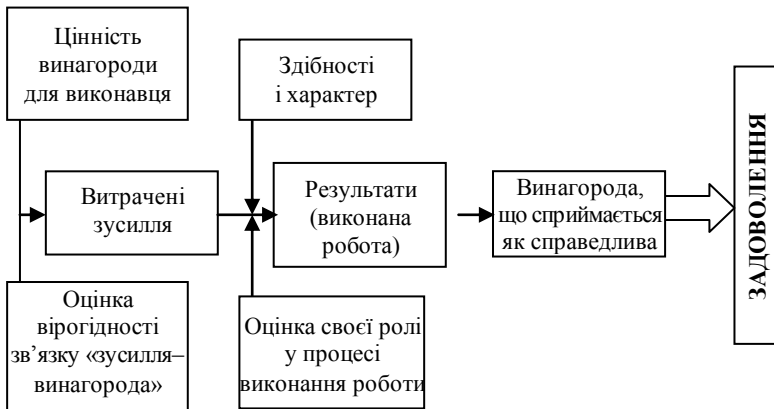 Цінність
винагороди
для виконавця
Здібності
і характер
Витрачені
зусилля
Результати
(виконана
робота)
Винагорода,
що сприймається
як справедлива
ЗАДОВОЛЕННЯ
Оцінка
вірогідності
зв’язку «зусилля–
винагорода»
Оцінка своєї ролі
у процесі
виконання роботи